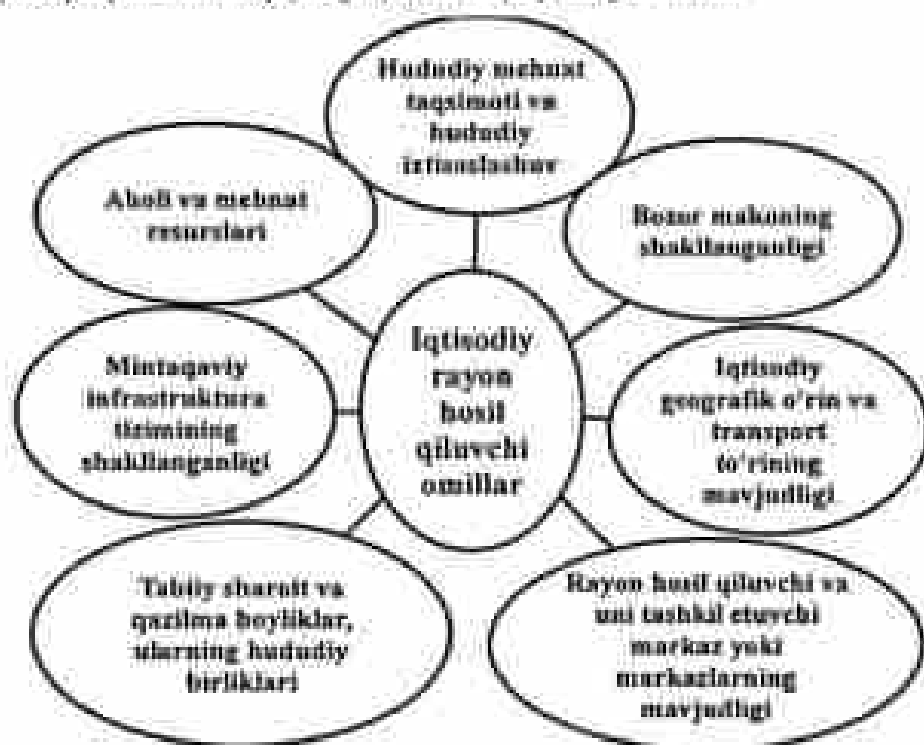 Hududiy mehnat
taqsimoti va
hududiy
ixtisoslashuv
Aholi va mehnat
resurslari
Bozor makoning
shakllanganligi
Iqtisodiy
rayon
hosil
qiluvchi
omillar
Mintaqaviy
infrastruktura
tizimining
shakllanganligi
Iqtisodiy
geografik o'rin va
transport
to'rining
mavjudligi
Tabiiy sharoit va
qazilma boyliklar,
ularning hududiy
birliklari
Rayon hosil qiluvchi va
uni tashkil etuvchi
markaz yoki
markazlarning
mavjudligi